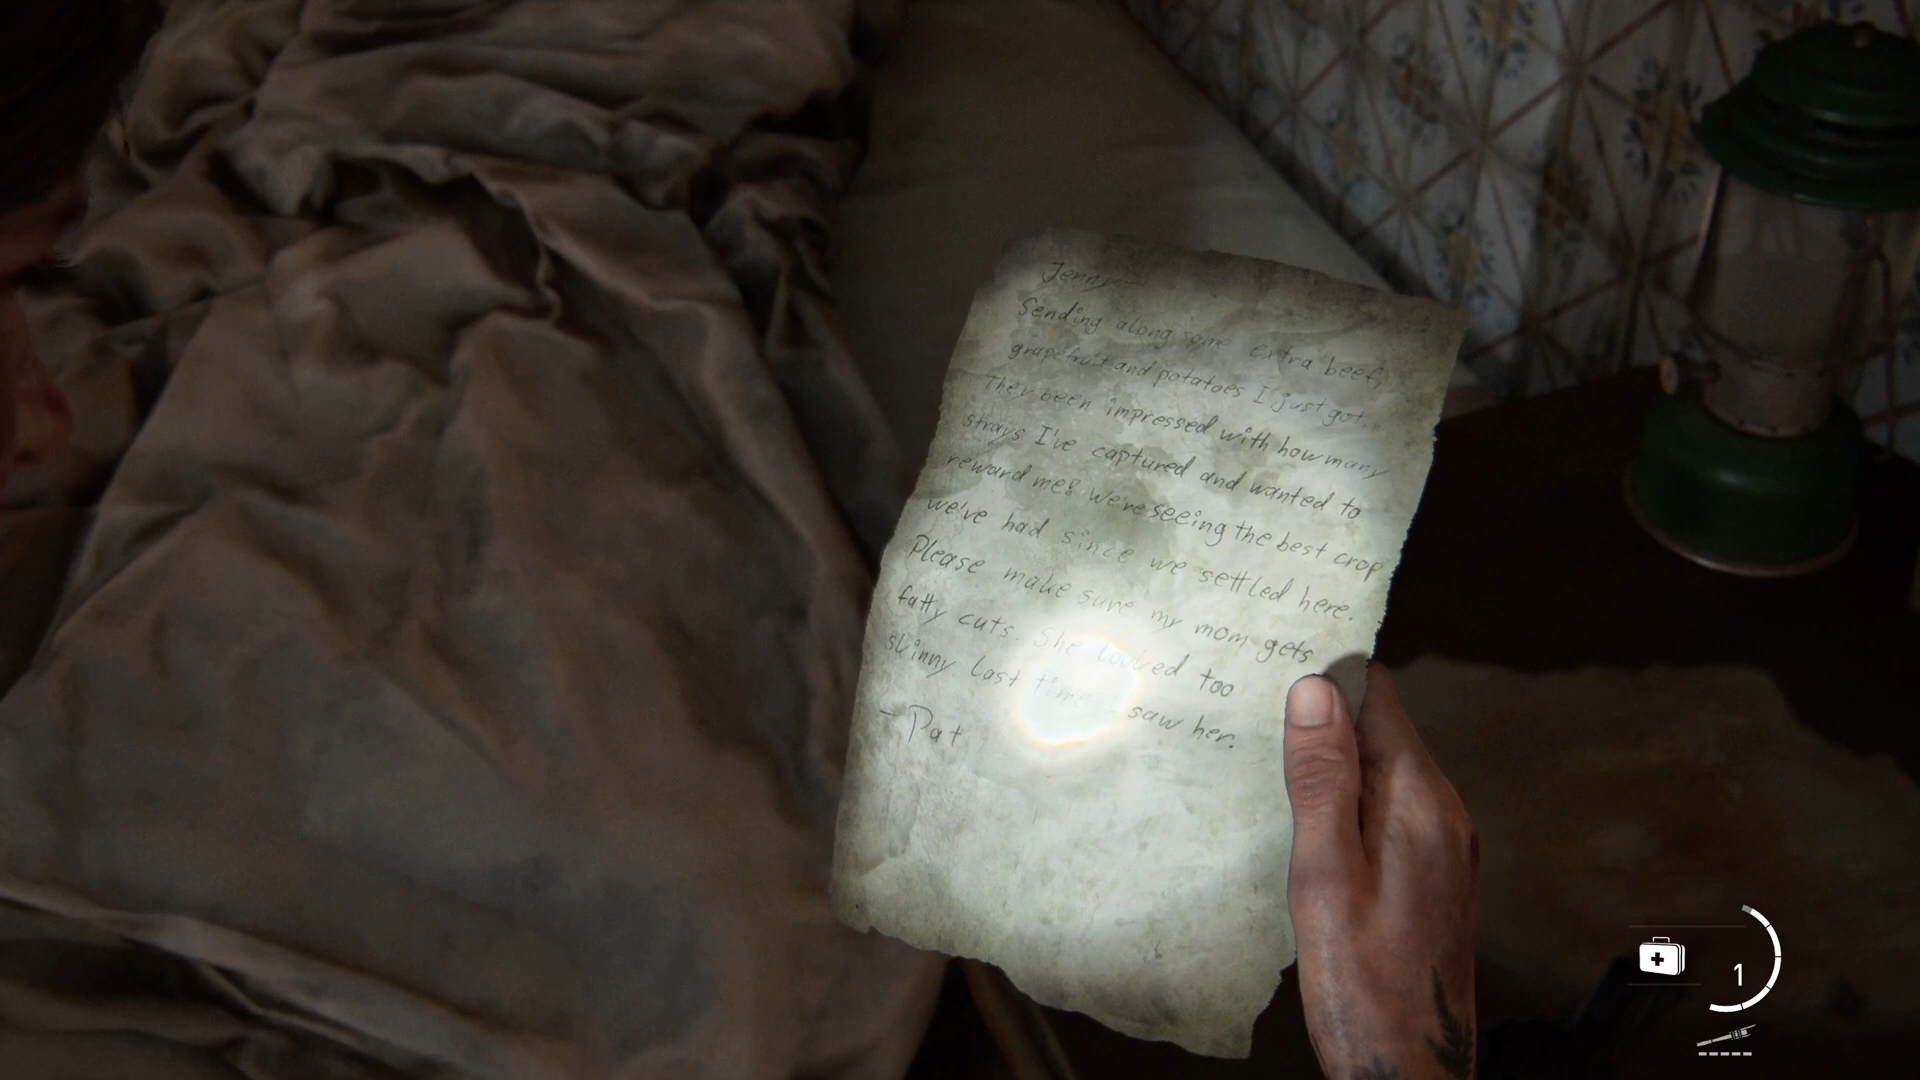 Jenny-
Sending along some extra beef,
grapefruit and potatoes I just got.
They been impressed with how many
strays I've captured and wanted to
reward me & we're seeing the best crop
we've had since we settled here.
Please make sure my mom gets
fatty cuts. She looked too
skinny last time I saw her.
- Pat
1